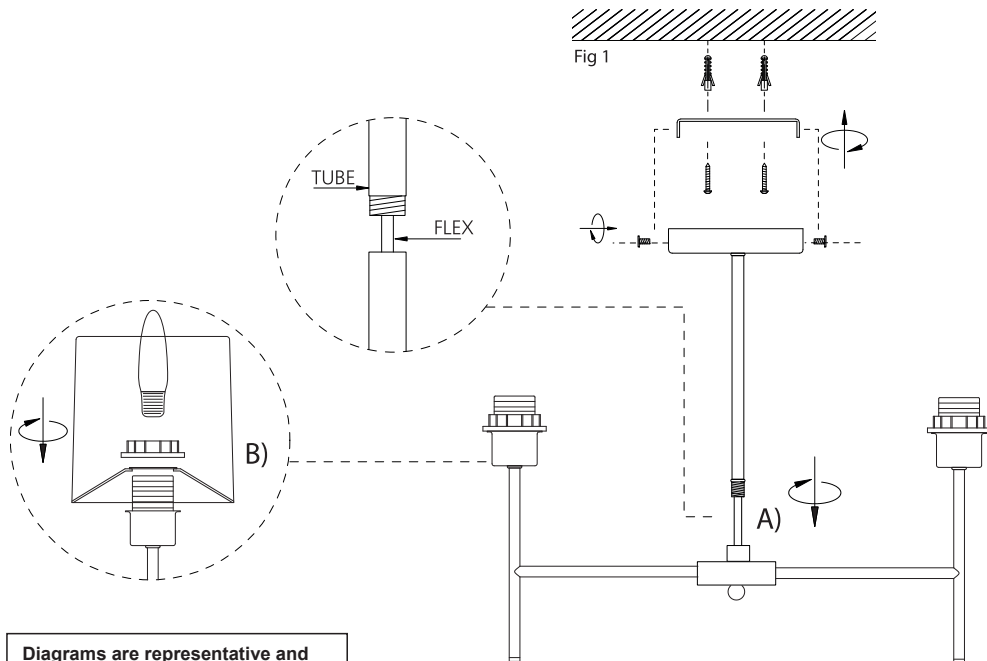 Fig 1
TUBE
FLEX
B)
A)
Diagrams are representative and